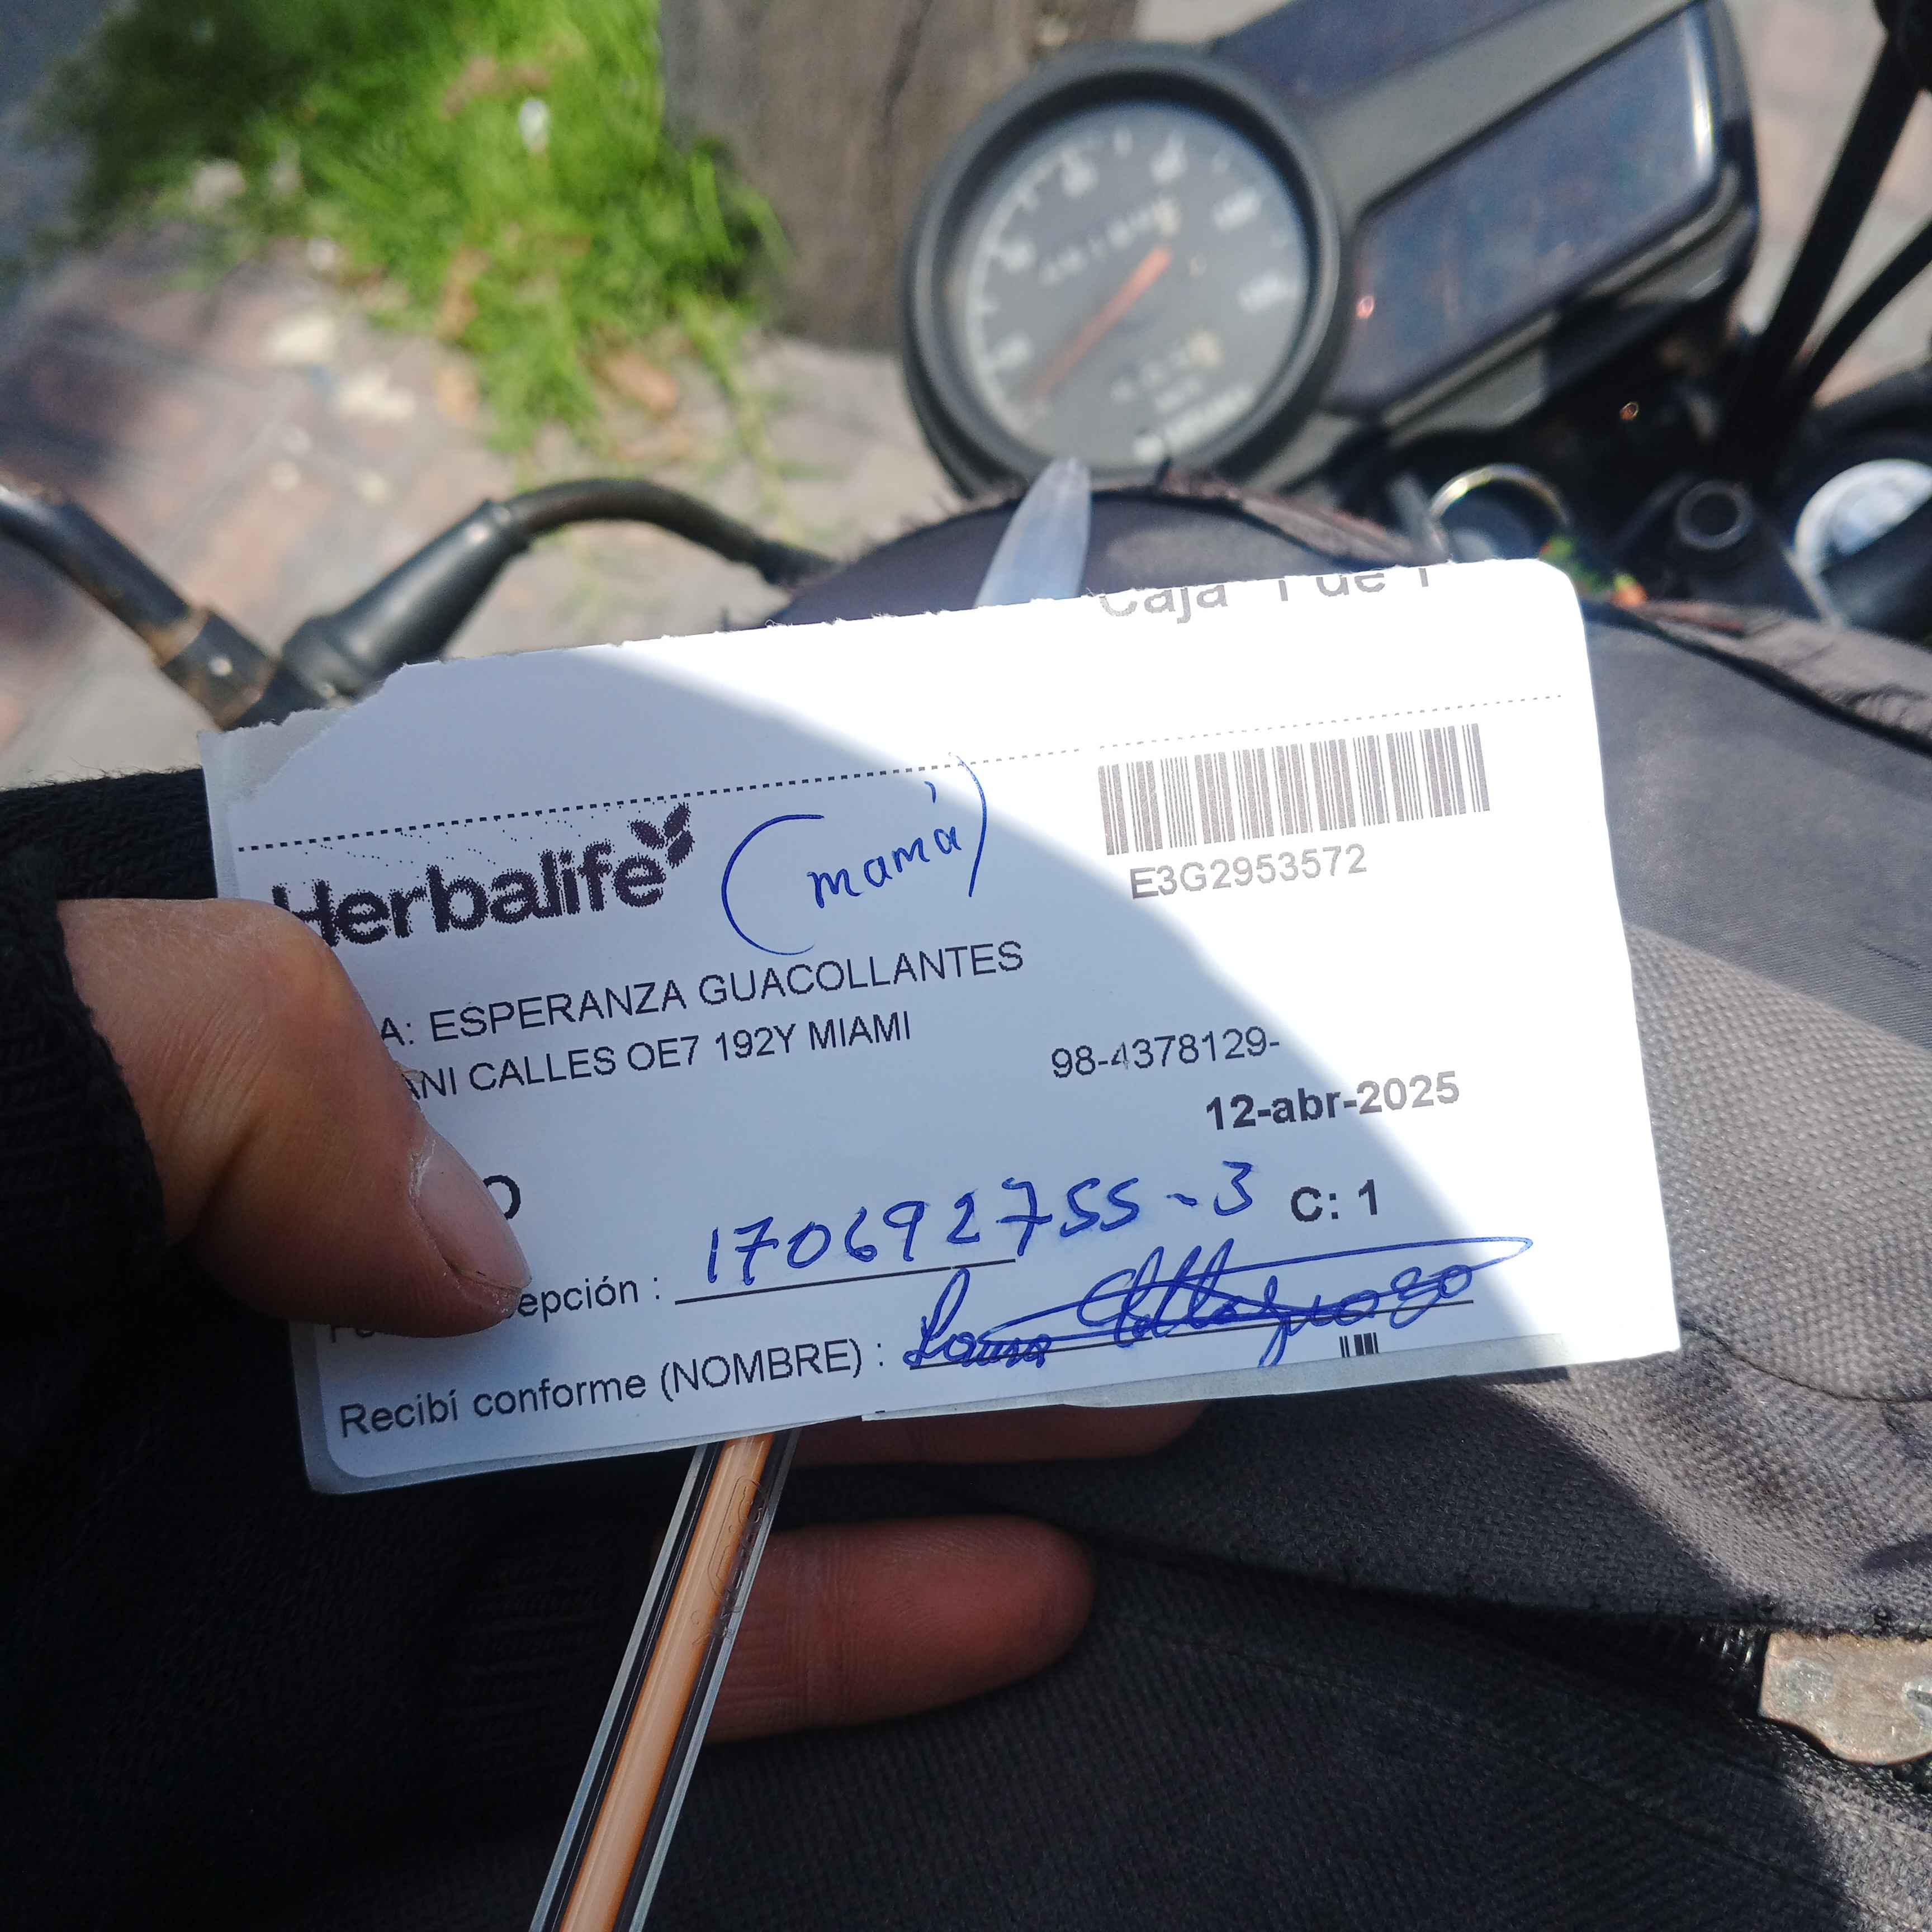 Caja 1 de 1
Herbalife
(mamá)
E3G2953572
A: ESPERANZA GUACOLLANTES
ANI CALLES OE7 192Y MIAMI
98-4378129-
12-abr-2025
O
170692755-3
C: 1
epción :
Recibí conforme (NOMBRE) :